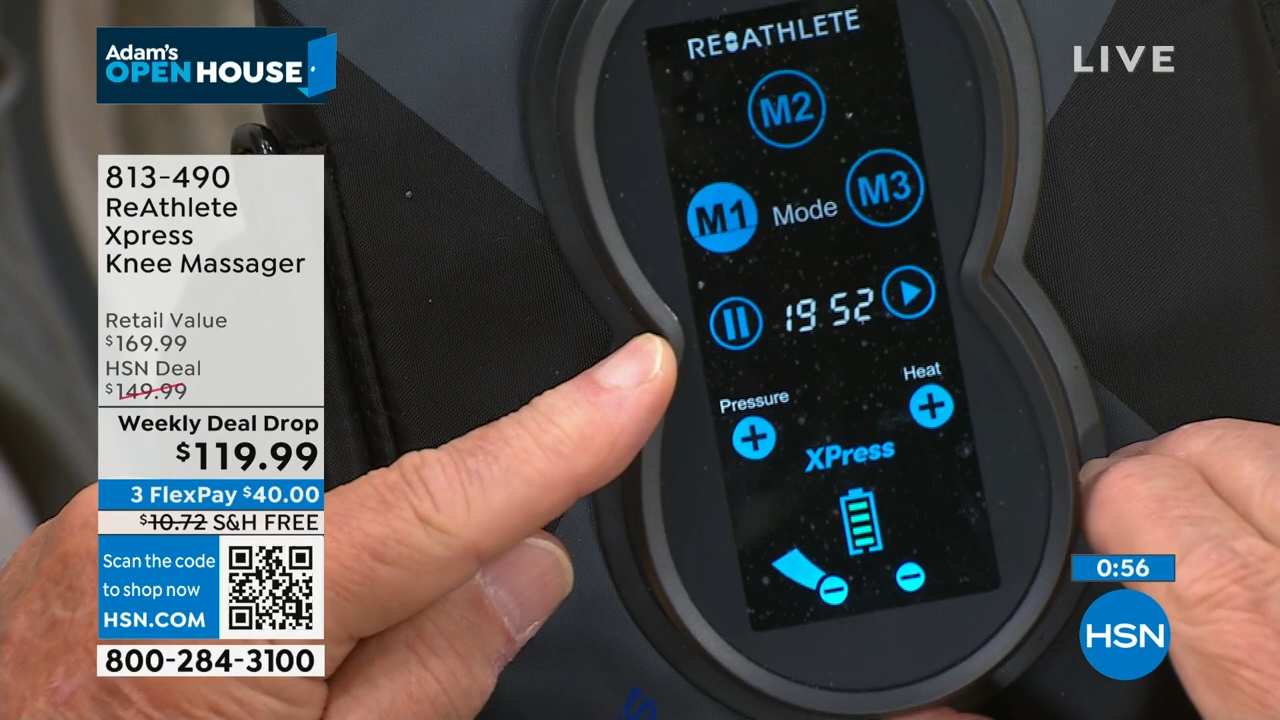 Adam's
OPEN HOUSE
813-490
ReAthlete
Xpress
Knee Massager
Retail Value
$169.99
HSN Deal
$149.99
Weekly Deal Drop
$119.99
3 FlexPay $40.00
$10.72 S&H FREE
Scan the code
to shop now
HSN.COM
800-284-3100
RE8ATHLETE
M2
M1 Mode M3
19 52
Pressure
Heat
XPress
LIVE
0:56
HSN